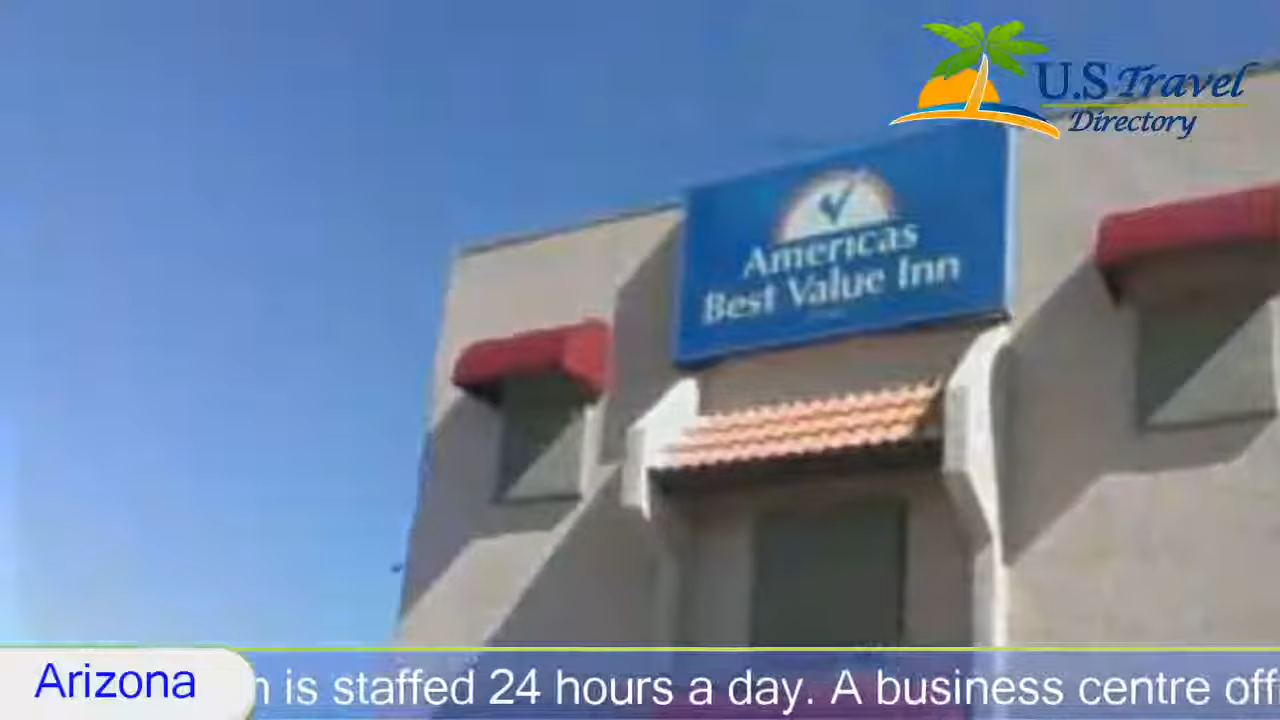 U.S Travel
Directory
Americas
Best Value Inn
Arizona
is staffed 24 hours a day. A business centre off